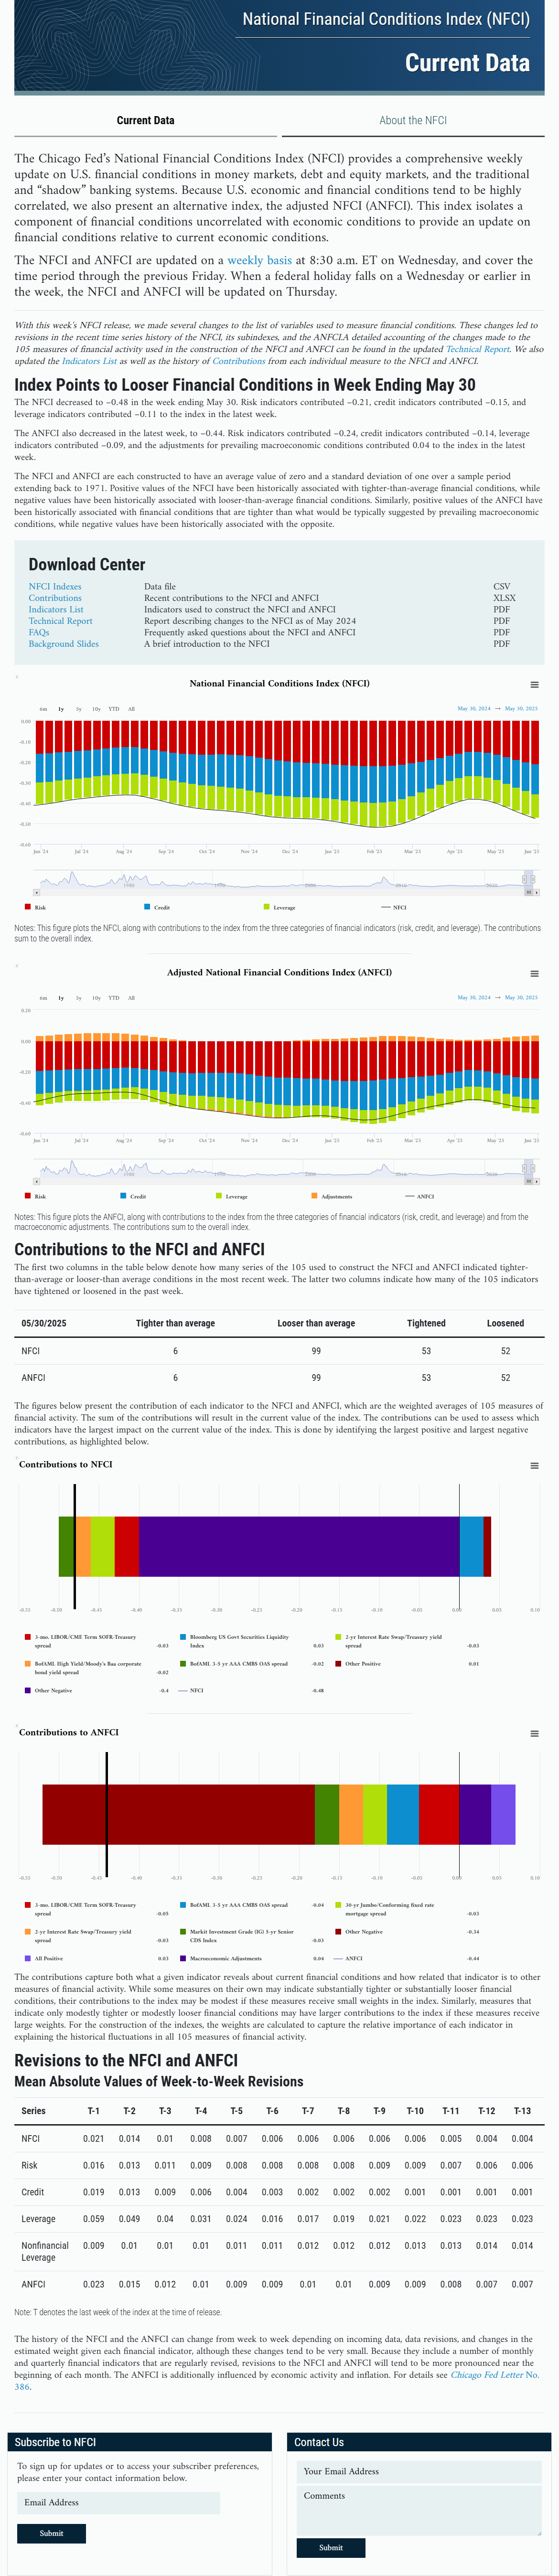 National Financial Conditions Index (NFCI)
Current Data
Current Data
About the NFCI
The Chicago Fed's National Financial Conditions Index (NFCI) provides a comprehensive weekly
update on U.S. financial conditions in money markets, debt and equity markets, and the traditional
and “shadow” banking systems. Because U.S. economic and financial conditions tend to be highly
correlated, we also present an alternative index, the adjusted NFCI (ANFCI). This index isolates a
component of financial conditions uncorrelated with economic conditions to provide an update on
financial conditions relative to current economic conditions.
The NFCI and ANFCI are updated on a weekly basis at 8:30 a.m. ET on Wednesday, and cover the
time period through the previous Friday. When a federal holiday falls on a Wednesday or earlier in
the week, the NFCI and ANFCI will be updated on Thursday.
With this week's NFCI release, we made several changes to the list of variables used to measure financial conditions. These changes led to
revisions in the recent time series history of the NFCI, its subindexes, and the ANFCI.A detailed accounting of the changes made to the
105 measures of financial activity used in the construction of the NFCI and ANFCI can be found in the updated Technical Report. We also
updated the Indicators List as well as the history of Contributions from each individual measure to the NFCI and ANFCI.
Index Points to Looser Financial Conditions in Week Ending May 30
The NFCI decreased to –0.48 in the week ending May 30. Risk indicators contributed –0.21, credit indicators contributed –0.15, and
leverage indicators contributed –0.11 to the index in the latest week.
The ANFCI also decreased in the latest week, to –0.44. Risk indicators contributed –0.24, credit indicators contributed –0.14, leverage
indicators contributed –0.09, and the adjustments for prevailing macroeconomic conditions contributed 0.04 to the index in the latest
week.
The NFCI and ANFCI are each constructed to have an average value of zero and a standard deviation of one over a sample period
extending back to 1971. Positive values of the NFCI have been historically associated with tighter-than-average financial conditions, while
negative values have been historically associated with looser-than-average financial conditions. Similarly, positive values of the ANFCI have
been historically associated with financial conditions that are tighter than what would be typically suggested by prevailing macroeconomic
conditions, while negative values have been historically associated with the opposite.
Download Center
NFCI Indexes Data file CSV
Contributions Recent contributions to the NFCI and ANFCI XLSX
Indicators List Indicators used to construct the NFCI and ANFCI PDF
Technical Report Report describing changes to the NFCI as of May 2024 PDF
FAQs Frequently asked questions about the NFCI and ANFCI PDF
Background Slides A brief introduction to the NFCI PDF
National Financial Conditions Index (NFCI)
6m 1y 5y 10y YTD All May 30, 2024 → May 30, 2025
0.00
-0.10
-0.20
-0.30
-0.40
-0.50
-0.60
Jun '24 Jul '24 Aug '24 Sep '24 Oct '24 Nov '24 Dec '24 Jan '25 Feb '25 Mar '25 Apr '25 May '25 Jun '25
1980 1990 2000 2010 2020
Risk Credit Leverage NFCI
Notes: This figure plots the NFCI, along with contributions to the index from the three categories of financial indicators (risk, credit, and leverage). The contributions
sum to the overall index.
Adjusted National Financial Conditions Index (ANFCI)
6m 1y 5y 10y YTD All May 30, 2024 → May 30, 2025
0.20
0.00
-0.20
-0.40
-0.60
Jun '24 Jul '24 Aug '24 Sep '24 Oct '24 Nov '24 Dec '24 Jan '25 Feb '25 Mar '25 Apr '25 May '25 Jun '25
1980 1990 2000 2010 2020
Risk Credit Leverage Adjustments ANFCI
Notes: This figure plots the ANFCI, along with contributions to the index from the three categories of financial indicators (risk, credit, and leverage) and from the
macroeconomic adjustments. The contributions sum to the overall index.
Contributions to the NFCI and ANFCI
The first two columns in the table below denote how many series of the 105 used to construct the NFCI and ANFCI indicated tighter-
than-average or looser-than-average conditions in the most recent week. The latter two columns indicate how many of the 105 indicators
have tightened or loosened in the past week.
05/30/2025 Tighter than average Looser than average Tightened Loosened
NFCI 6 99 53 52
ANFCI 6 99 53 52
The figures below present the contribution of each indicator to the NFCI and ANFCI, which are the weighted averages of 105 measures of
financial activity. The sum of the contributions will result in the current value of the index. The contributions can be used to assess which
indicators have the largest impact on the current value of the index. This is done by identifying the largest positive and largest negative
contributions, as highlighted below.
Contributions to NFCI
-0.55 -0.50 -0.45 -0.40 -0.35 -0.30 -0.25 -0.20 -0.15 -0.10 -0.05 0.00 0.05 0.10
3-mo. LIBOR/CME Term SOFR-Treasury spread -0.03
Bloomberg US Govt Securities Liquidity Index 0.03
2-yr Interest Rate Swap/Treasury yield spread -0.03
BofAML High Yield/Moody's Baa corporate bond yield spread -0.02
BofAML 3-5 yr AAA CMBS OAS spread -0.02
Other Positive 0.01
Other Negative -0.4
NFCI -0.48
Contributions to ANFCI
-0.55 -0.50 -0.45 -0.40 -0.35 -0.30 -0.25 -0.20 -0.15 -0.10 -0.05 0.00 0.05 0.10
3-mo. LIBOR/CME Term SOFR-Treasury spread -0.05
BofAML 3-5 yr AAA CMBS OAS spread -0.04
30-yr Jumbo/Conforming fixed rate mortgage spread -0.03
2-yr Interest Rate Swap/Treasury yield spread -0.03
Markit Investment Grade (IG) 5-yr Senior CDS Index -0.03
Other Negative -0.34
All Positive 0.03
Macroeconomic Adjustments 0.04
ANFCI -0.44
The contributions capture both what a given indicator reveals about current financial conditions and how related that indicator is to other
measures of financial activity. While some measures on their own may indicate substantially tighter or substantially looser financial
conditions, their contributions to the index may be modest if these measures receive small weights in the index. Similarly, measures that
indicate only modestly tighter or modestly looser financial conditions may have larger contributions to the index if these measures receive
large weights. For the construction of the indexes, the weights are calculated to capture the relative importance of each indicator in
explaining the historical fluctuations in all 105 measures of financial activity.
Revisions to the NFCI and ANFCI
Mean Absolute Values of Week-to-Week Revisions
Series T-1 T-2 T-3 T-4 T-5 T-6 T-7 T-8 T-9 T-10 T-11 T-12 T-13
NFCI 0.021 0.014 0.01 0.008 0.007 0.006 0.006 0.006 0.006 0.006 0.005 0.004 0.004
Risk 0.016 0.013 0.011 0.009 0.008 0.008 0.008 0.008 0.009 0.009 0.007 0.006 0.006
Credit 0.019 0.013 0.009 0.006 0.004 0.003 0.002 0.002 0.002 0.001 0.001 0.001 0.001
Leverage 0.059 0.049 0.04 0.031 0.024 0.016 0.017 0.019 0.021 0.022 0.023 0.023 0.023
Nonfinancial Leverage 0.009 0.01 0.01 0.01 0.011 0.011 0.012 0.012 0.012 0.013 0.013 0.014 0.014
ANFCI 0.023 0.015 0.012 0.01 0.009 0.009 0.01 0.01 0.009 0.009 0.008 0.007 0.007
Note: T denotes the last week of the index at the time of release.
The history of the NFCI and the ANFCI can change from week to week depending on incoming data, data revisions, and changes in the
estimated weight given each financial indicator, although these changes tend to be very small. Because they include a number of monthly
and quarterly financial indicators that are regularly revised, revisions to the NFCI and ANFCI will tend to be more pronounced near the
beginning of each month. The ANFCI is additionally influenced by economic activity and inflation. For details see Chicago Fed Letter No.
386.
Subscribe to NFCI
To sign up for updates or to access your subscriber preferences,
please enter your contact information below.
Email Address
Submit
Contact Us
Your Email Address
Comments
Submit